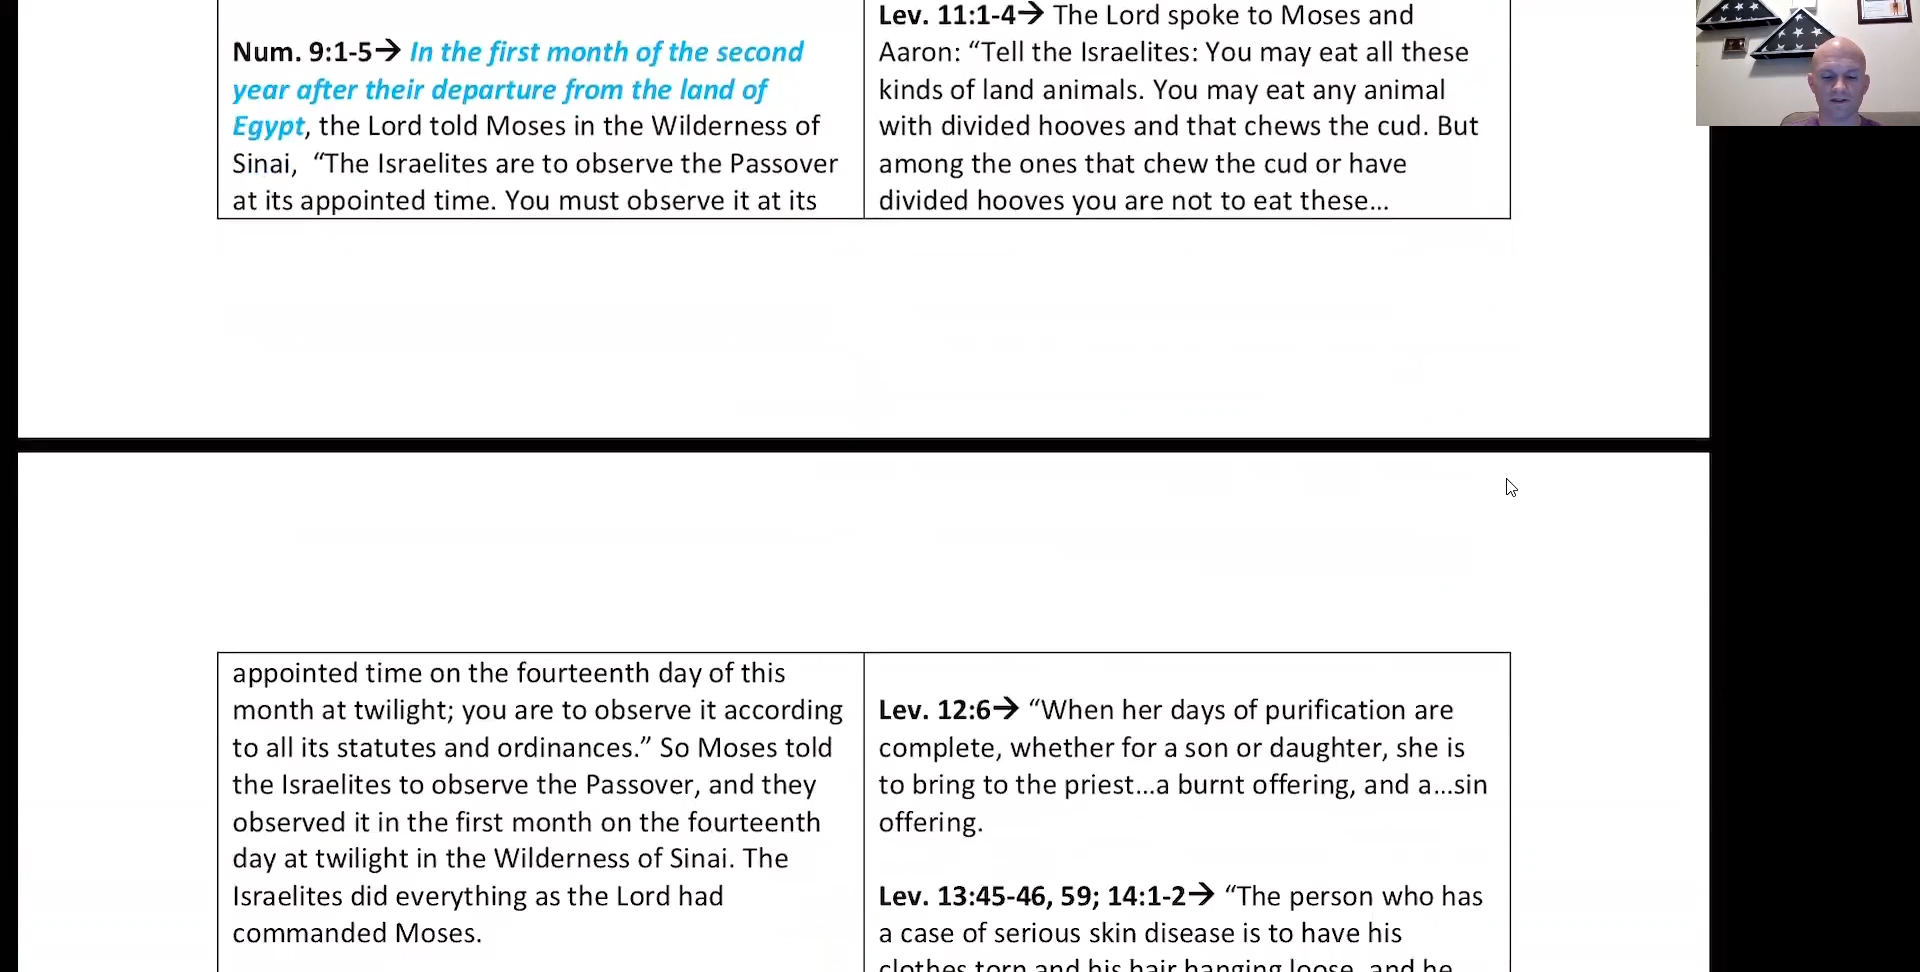 Num. 9:1-5→ In the first month of the second
year after their departure from the land of
Egypt, the Lord told Moses in the Wilderness of
Sinai,  “The Israelites are to observe the Passover
at its appointed time. You must observe it at its
Lev. 11:1-4→ The Lord spoke to Moses and
Aaron: “Tell the Israelites: You may eat all these
kinds of land animals. You may eat any animal
with divided hooves and that chews the cud. But
among the ones that chew the cud or have
divided hooves you are not to eat these...
appointed time on the fourteenth day of this
month at twilight; you are to observe it according
to all its statutes and ordinances.” So Moses told
the Israelites to observe the Passover, and they
observed it in the first month on the fourteenth
day at twilight in the Wilderness of Sinai. The
Israelites did everything as the Lord had
commanded Moses.
Lev. 12:6→ “When her days of purification are
complete, whether for a son or daughter, she is
to bring to the priest...a burnt offering, and a...sin
offering.
Lev. 13:45-46, 59; 14:1-2→ “The person who has
a case of serious skin disease is to have his
clothes torn and his hair hanging loose, and he